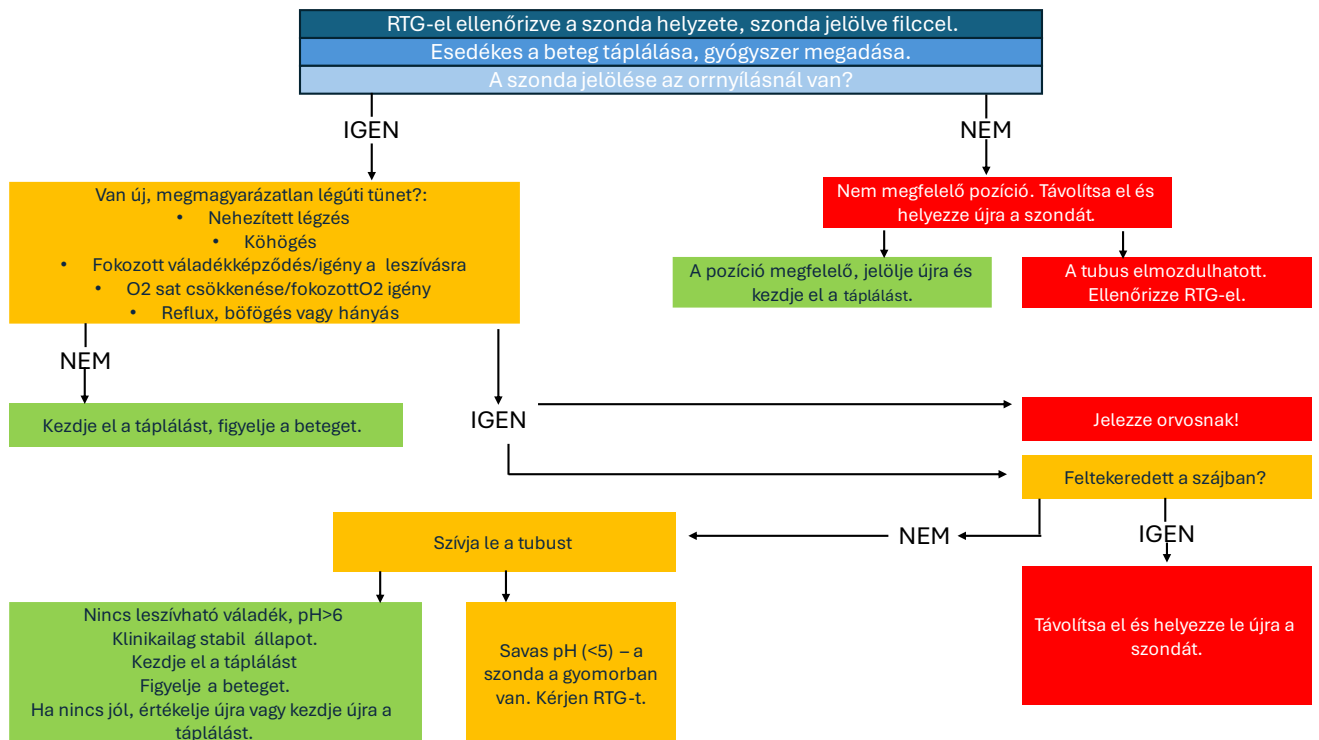 RTG-el ellenőrizve a szonda helyzete, szonda jelölve filccel.
Esedékes a beteg táplálása, gyógyszer megadása.
A szonda jelölése az orrnyílásnál van?
IGEN
NEM
Van új, megmagyarázatlan légúti tünet?:
• Nehezített légzés
• Köhögés
• Fokozott váladékképződés/igény a leszívásra
• O2 sat csökkenése/fokozottO2 igény
• Reflux, böfögés vagy hányás
Nem megfelelő pozíció. Távolítsa el és
helyezze újra a szondát.
A pozíció megfelelő, jelölje újra és
kezdje el a táplálást.
A tubus elmozdulhatott.
Ellenőrizze RTG-el.
NEM
Kezdje el a táplálást, figyelje a beteget.
IGEN
Jelezze orvosnak!
Feltekeredett a szájban?
NEM
IGEN
Szívja le a tubust
Nincs leszívható váladék, pH>6
Klinikailag stabil állapot.
Kezdje el a táplálást
Figyelje a beteget.
Ha nincs jól, értékelje újra vagy kezdje újra a
táplálást.
Savas pH (<5) – a
szonda a gyomorban
van. Kérjen RTG-t.
Távolítsa el és helyezze le újra a
szondát.